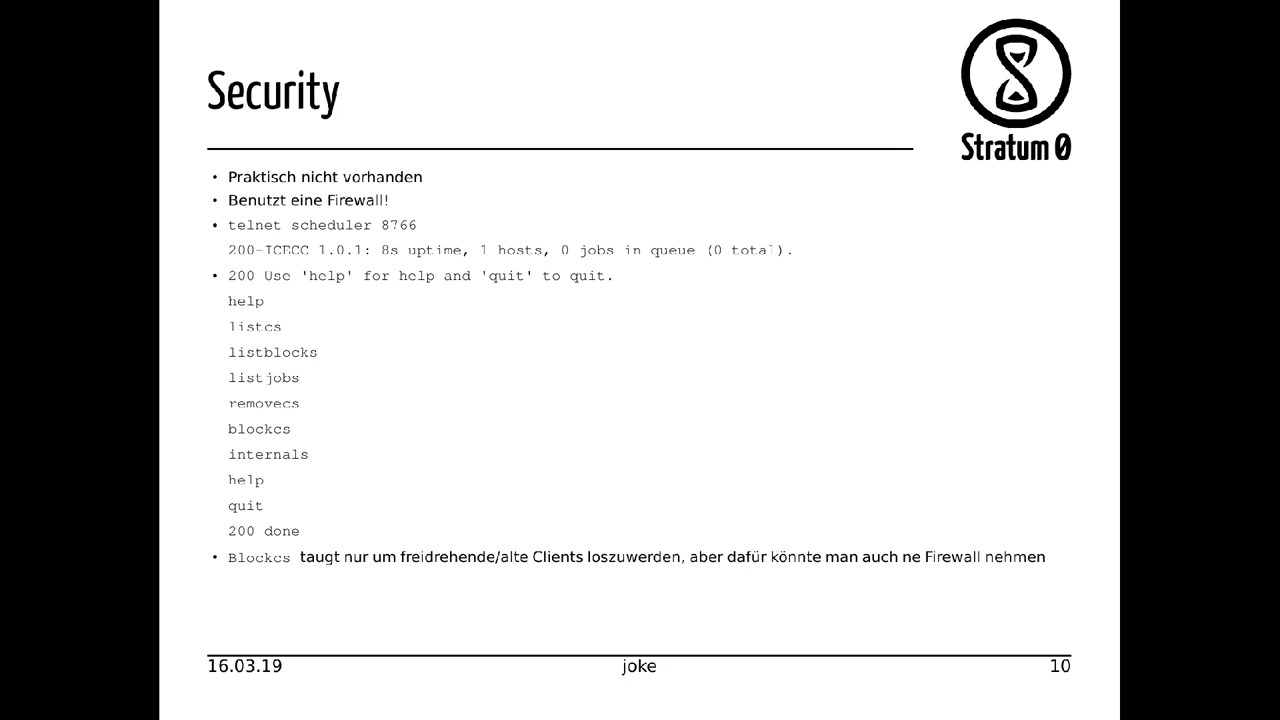 Security
Stratum 0
• Praktisch nicht vorhanden
• Benutzt eine Firewall!
• telnet scheduler 8766
200-ICECC 1.0.1: 8s uptime, 1 hosts, 0 jobs in queue (0 total).
• 200 Use 'help' for help and 'quit' to quit.
help
listcs
listblocks
listjobs
removecs
blockcs
internals
help
quit
200 done
• Blockcs taugt nur um freidrehende/alte Clients loszuwerden, aber dafür könnte man auch ne Firewall nehmen
16.03.19
joke
10